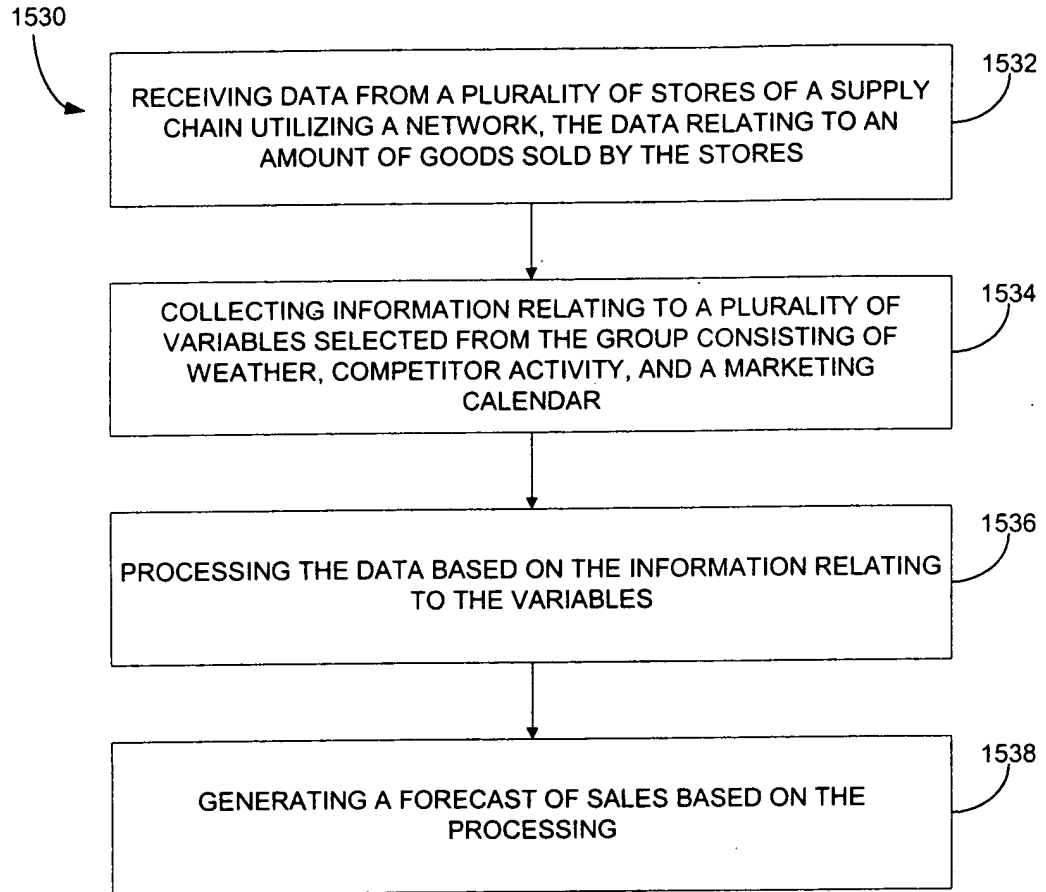 1530
1532
RECEIVING DATA FROM A PLURALITY OF STORES OF A SUPPLY
CHAIN UTILIZING A NETWORK, THE DATA RELATING TO AN
AMOUNT OF GOODS SOLD BY THE STORES
1534
COLLECTING INFORMATION RELATING TO A PLURALITY OF
VARIABLES SELECTED FROM THE GROUP CONSISTING OF
WEATHER, COMPETITOR ACTIVITY, AND A MARKETING
CALENDAR
1536
PROCESSING THE DATA BASED ON THE INFORMATION RELATING
TO THE VARIABLES
1538
GENERATING A FORECAST OF SALES BASED ON THE
PROCESSING